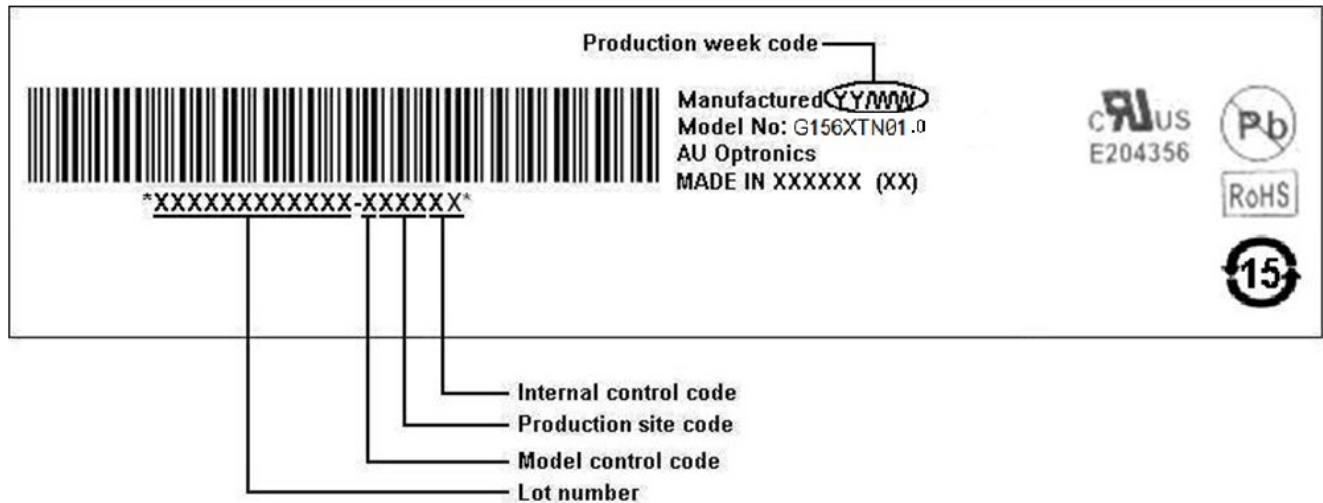 Production week code
Manufactured YY/WW
Model No: G156XTN01.0
AU Optronics
MADE IN XXXXXX (XX)
*XXXXXXXXXXXX-XXXXXX*
c RU US
E204356
Pb
RoHS
15
Internal control code
Production site code
Model control code
Lot number